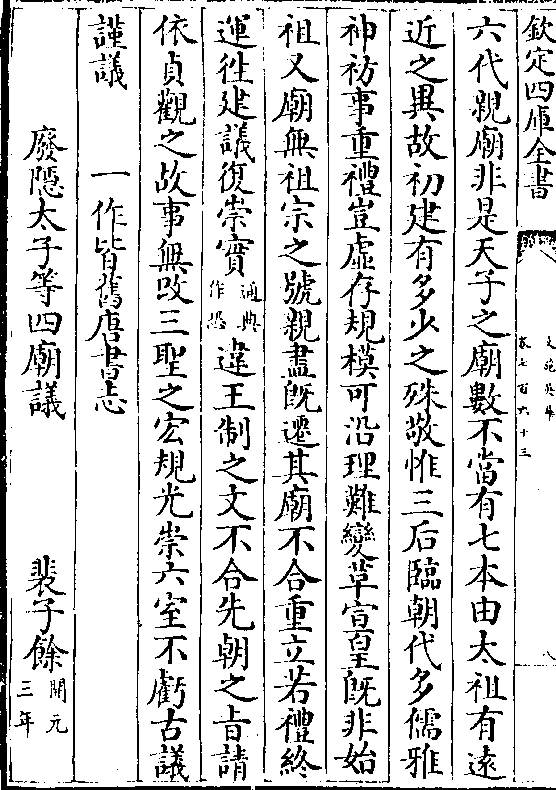 欽定四庫全書
文苑英華
卷七百六十三
八
六代親廟非是天子之廟數不當有七本由太祖有遠
近之異故初建有多少之殊敬惟三后臨朝代多儒雅
神祊事重禮豈虛存規模可沿理難變革宣皇既非始
祖又廟無祖宗之號親盡既遷其廟不合重立若禮終
運徃建議復崇實通典作恐違王制之文不合先朝之旨請
依貞觀之故事無改三聖之宏規光崇六室不虧古議
謹議　一作皆舊唐書志
廢隱太子等四廟議　裴子餘開元三年